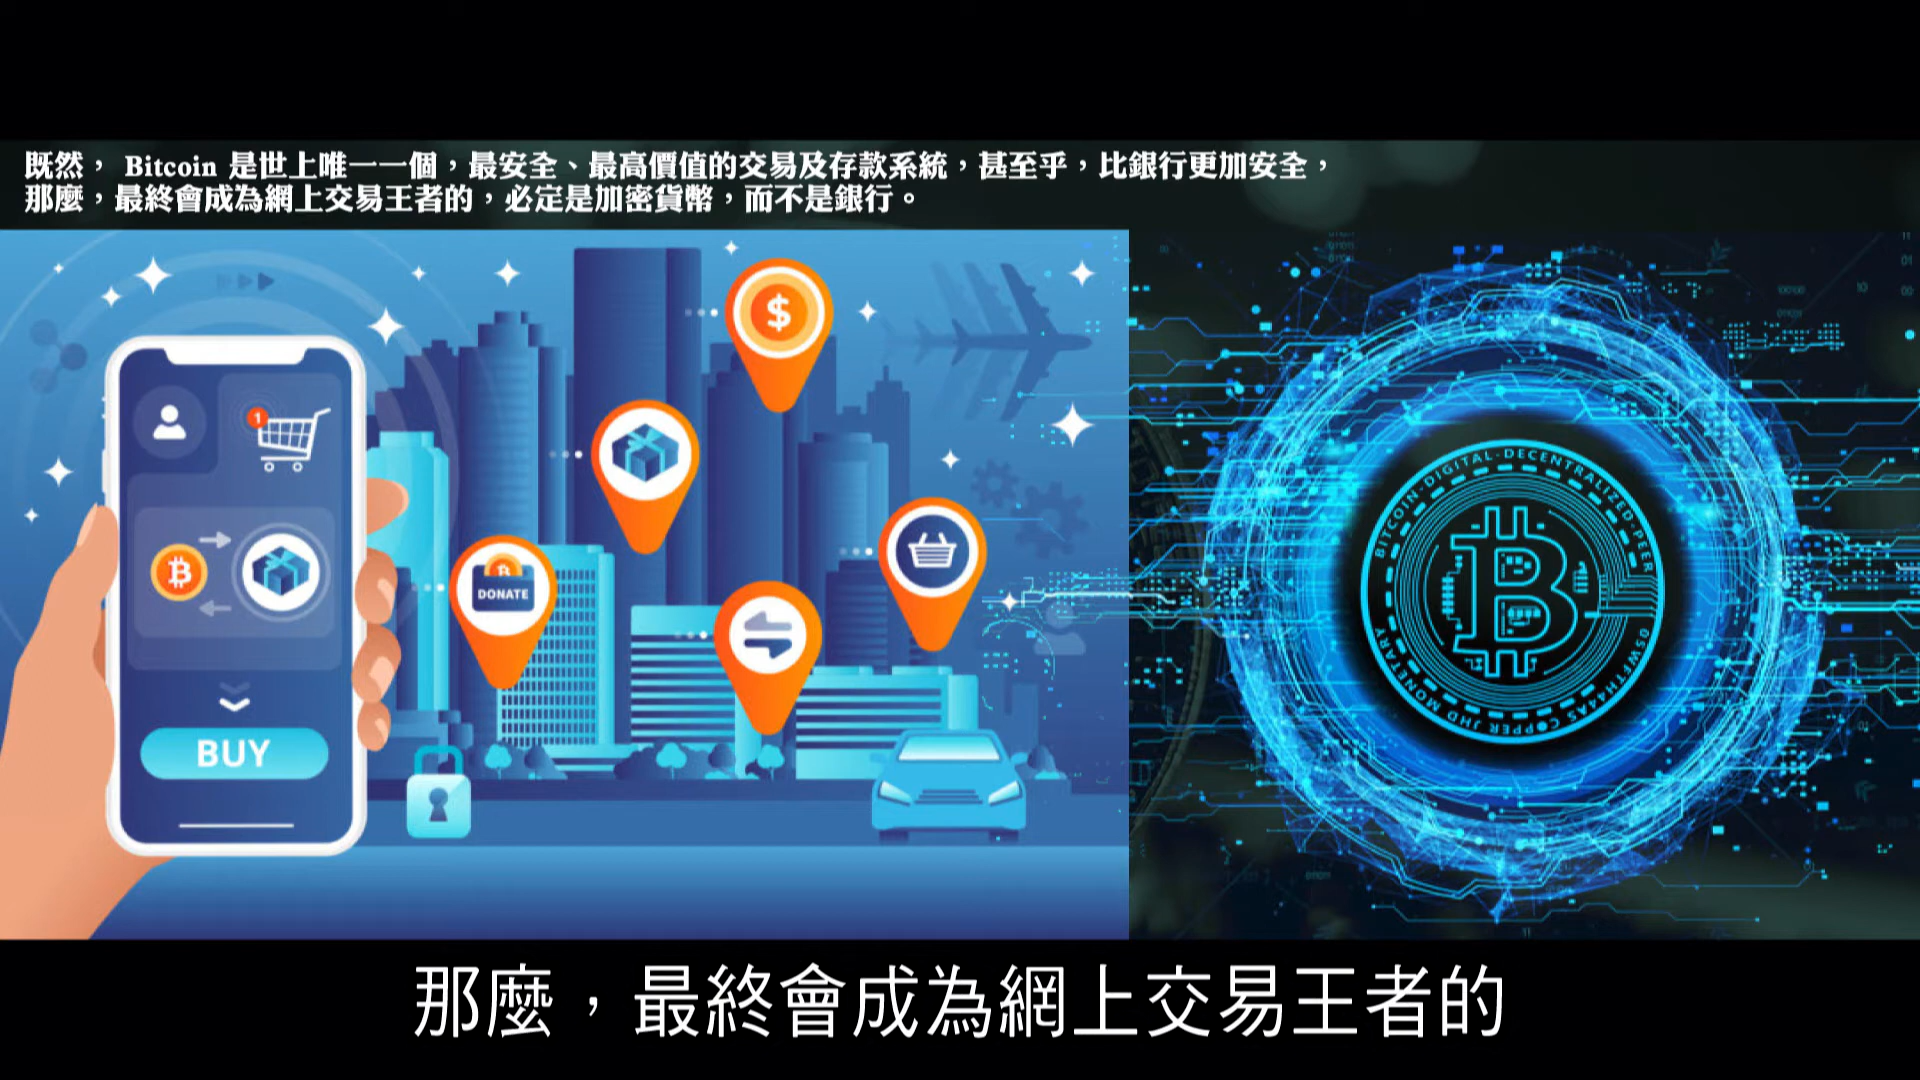 既然， Bitcoin 是世上唯一一個，最安全、最高價值的交易及存款系統，甚至乎，比銀行更加安全，
那麼，最終會成為網上交易王者的，必定是加密貨幣，而不是銀行。
$
1
DONATE
BUY
BITCOIN·DIGITAL·DECENTRALIZED·PEER
那麼，最終會成為網上交易王者的